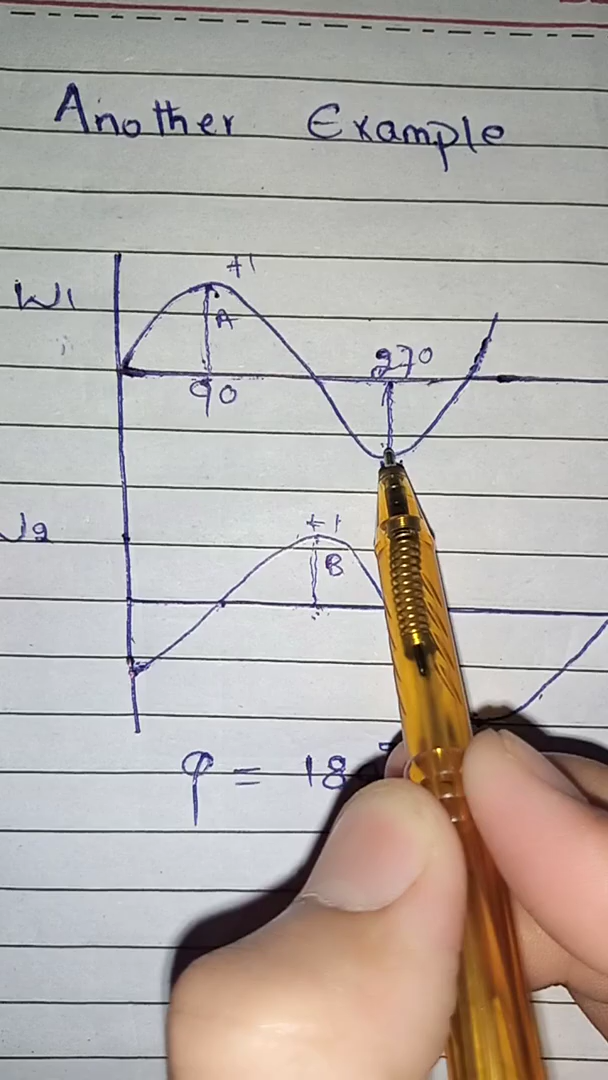 Another Example
+1
W1
A
270
90
+1
B
φ = 18